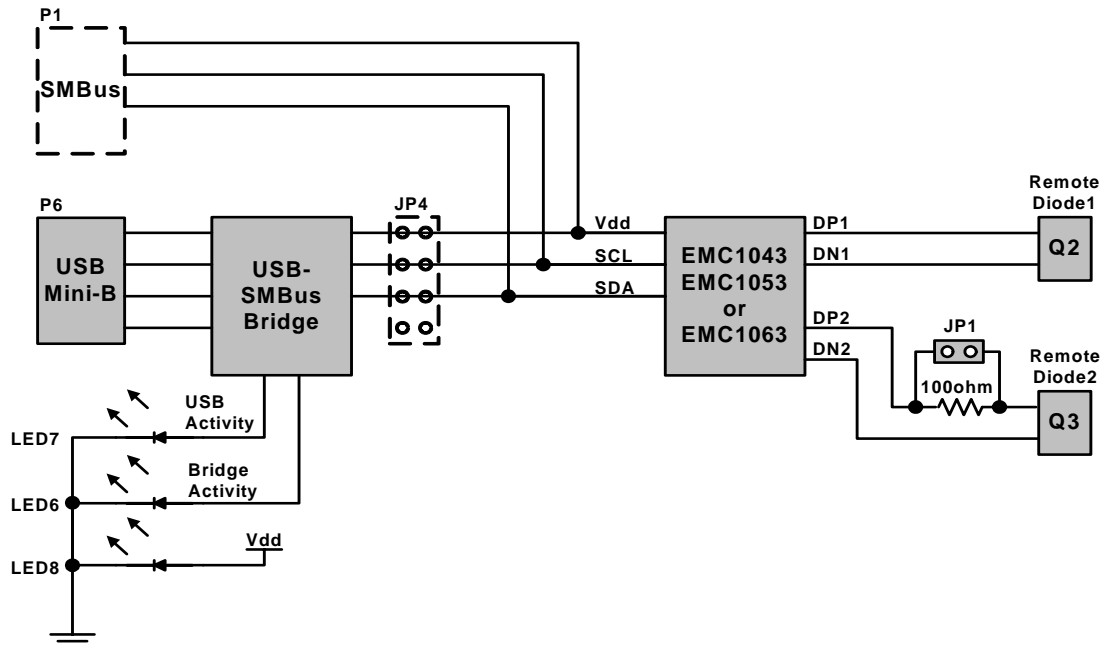 P1
SMBus
P6
USB
Mini-B
USB-
SMBus
Bridge
JP4
Vdd
SCL
SDA
EMC1043
EMC1053
or
EMC1063
DP1
DN1
DP2
DN2
Remote
Diode1
Q2
JP1
100ohm
Remote
Diode2
Q3
USB
Activity
LED7
Bridge
Activity
LED6
Vdd
LED8